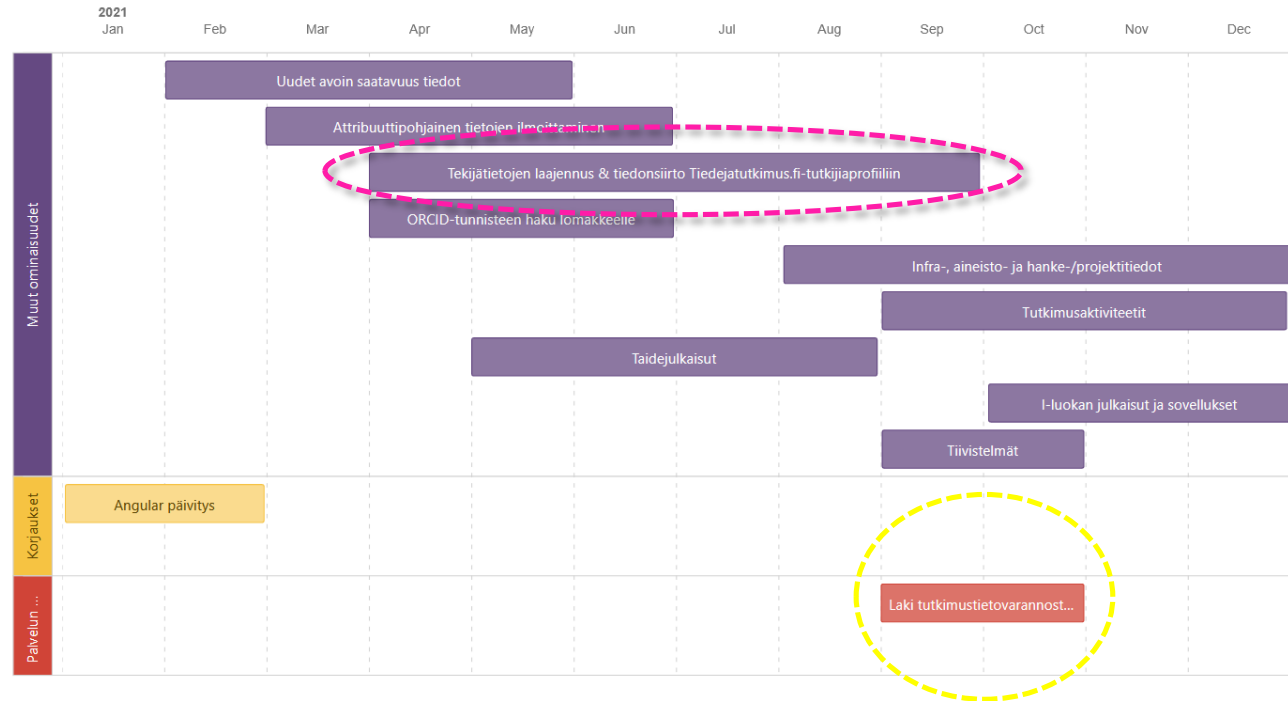 2021
Jan Feb Mar Apr May Jun Jul Aug Sep Oct Nov Dec
Muut ominaisuudet
Uudet avoin saatavuus tiedot
Attribuuttipohjainen tietojen ilmoittaminen
Tekijätietojen laajennus & tiedonsiirto Tiedejatutkimus.fi-tutkijiaprofiiliin
ORCID-tunnisteen haku lomakkeelle
Infra-, aineisto- ja hanke-/projektitiedot
Tutkimusaktiviteetit
Taidejulkaisut
I-luokan julkaisut ja sovellukset
Tiivistelmät
Korjaukset
Angular päivitys
Palvelun ...
Laki tutkimustietovarannost...